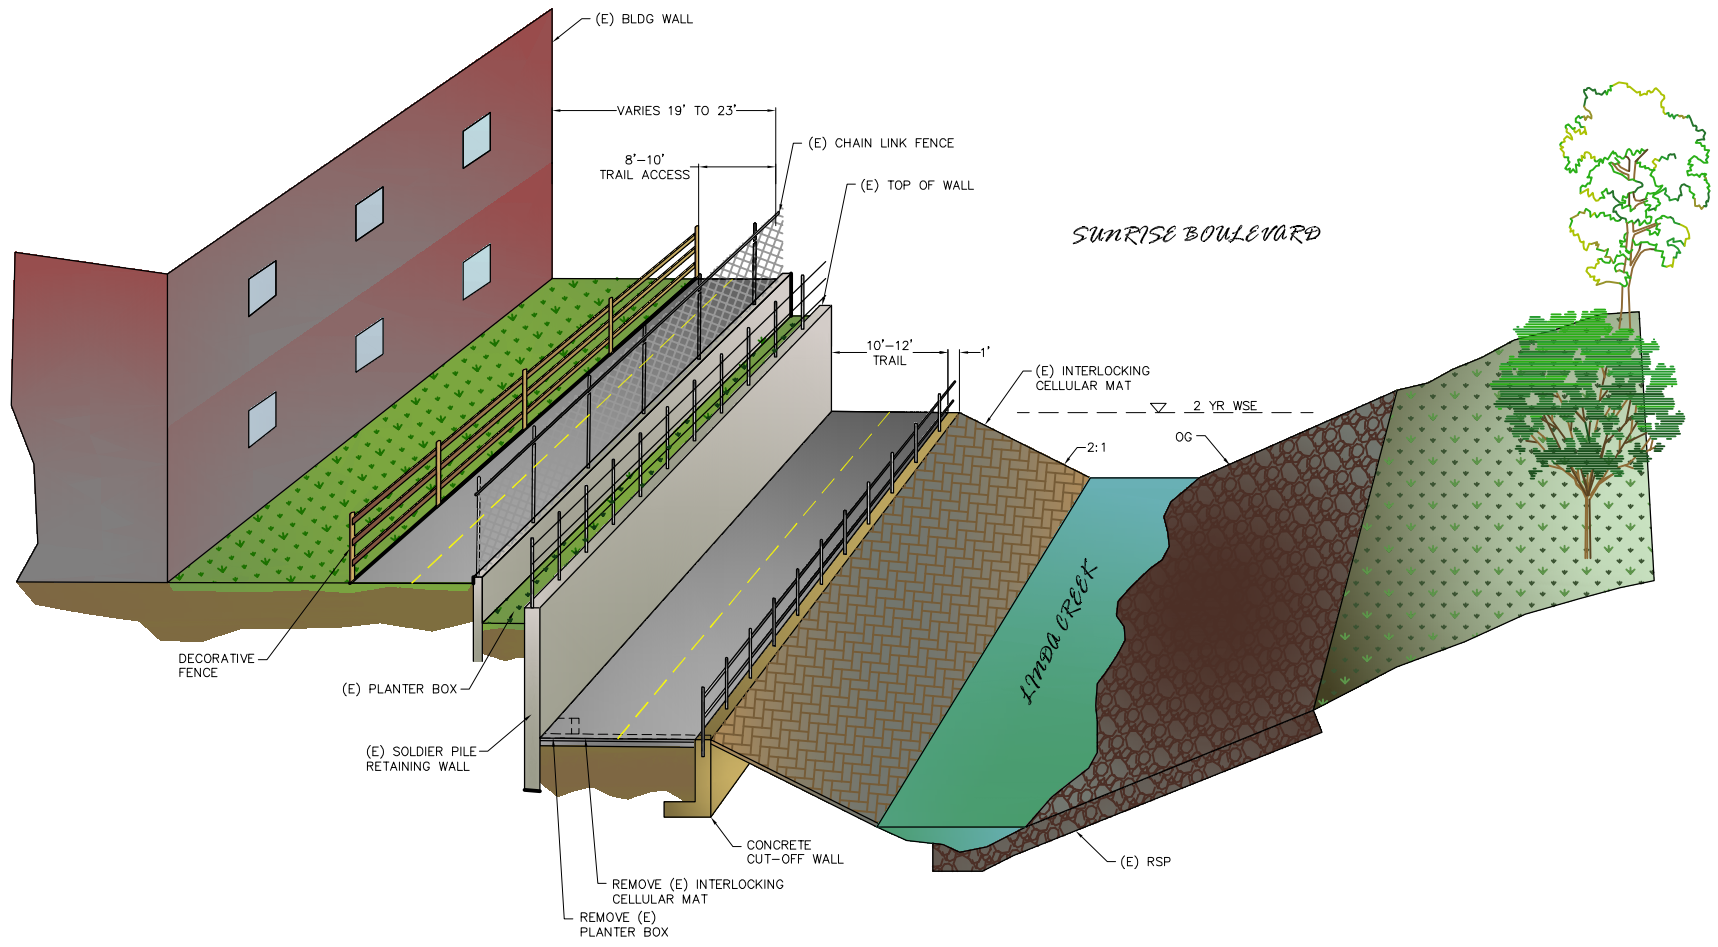 (E) BLDG WALL
VARIES 19' TO 23'
(E) CHAIN LINK FENCE
8'-10'
TRAIL ACCESS
(E) TOP OF WALL
SUNRISE BOULEVARD
10'-12'
TRAIL
1'
(E) INTERLOCKING
CELLULAR MAT
2 YR WSE
OG
2:1
LINDA CREEK
DECORATIVE
FENCE
(E) PLANTER BOX
(E) SOLDIER PILE
RETAINING WALL
CONCRETE
CUT-OFF WALL
(E) RSP
REMOVE (E) INTERLOCKING
CELLULAR MAT
REMOVE (E)
PLANTER BOX